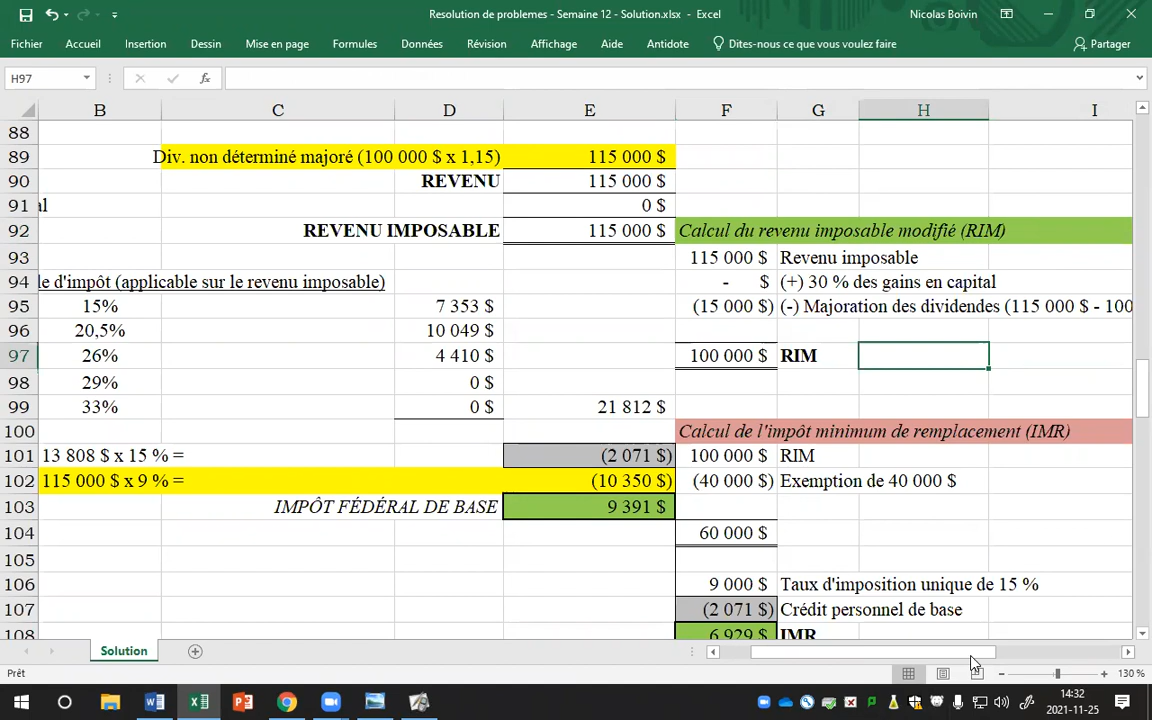 Resolution de problemes - Semaine 12 - Solution.xlsx - Excel
Nicolas Boivin
Fichier Accueil Insertion Dessin Mise en page Formules Données Révision Affichage Aide Antidote Dites-nous ce que vous voulez faire Partager
H97 fx
B C D E F G H I
88
89 Div. non déterminé majoré (100 000 $ x 1,15) 115 000 $
90 REVENU 115 000 $
91 al 0 $
92 REVENU IMPOSABLE 115 000 $ Calcul du revenu imposable modifié (RIM)
93 115 000 $ Revenu imposable
94 le d'impôt (applicable sur le revenu imposable) - $ (+) 30 % des gains en capital
95 15% 7 353 $ (15 000 $) (-) Majoration des dividendes (115 000 $ - 100
96 20,5% 10 049 $
97 26% 4 410 $ 100 000 $ RIM
98 29% 0 $
99 33% 0 $ 21 812 $
100 Calcul de l'impôt minimum de remplacement (IMR)
101 13 808 $ x 15 % = (2 071 $) 100 000 $ RIM
102 115 000 $ x 9 % = (10 350 $) (40 000 $) Exemption de 40 000 $
103 IMPÔT FÉDÉRAL DE BASE 9 391 $
104 60 000 $
105
106 9 000 $ Taux d'imposition unique de 15 %
107 (2 071 $) Crédit personnel de base
108 6 929 $ IMR
Solution
Prêt 130 %
14:32
2021-11-25